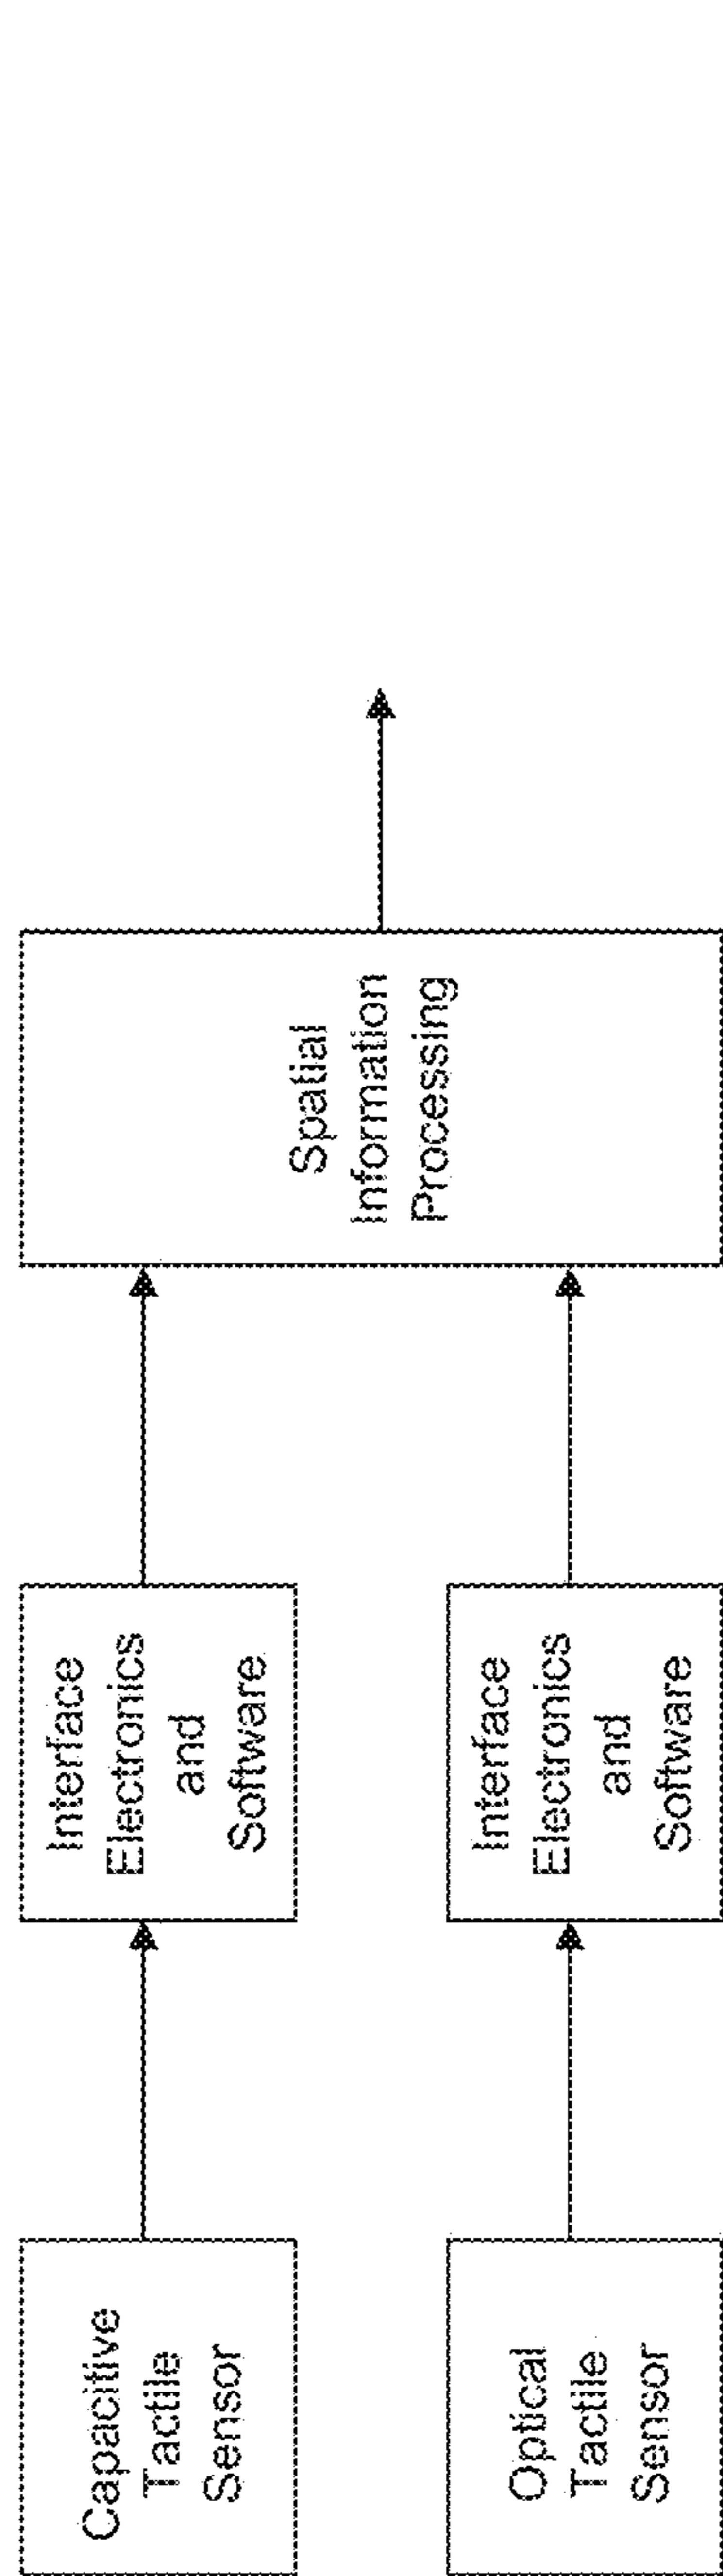 Capacitive
Tactile
Sensor
Interface
Electronics
and
Software
Optical
Tactile
Sensor
Interface
Electronics
and
Software
Spatial
Information
Processing